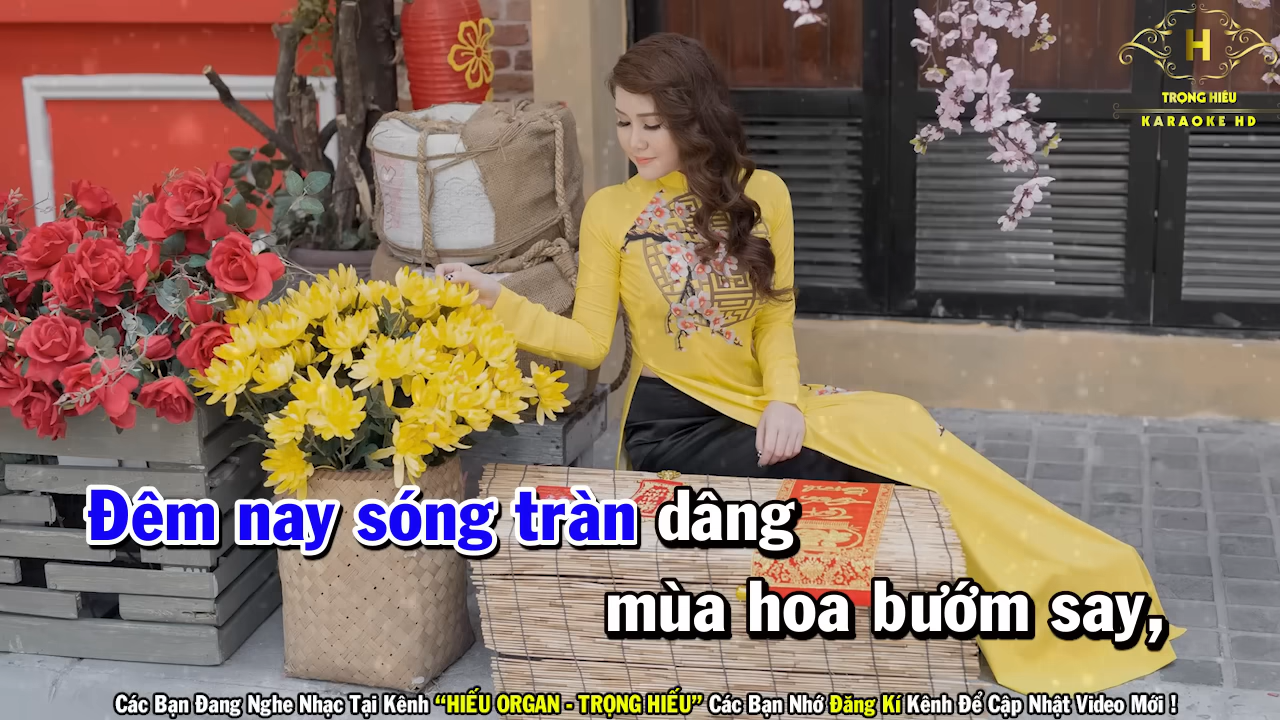 H
TRỌNG HIẾU
KARAOKE HD
Đêm nay sóng tràn dâng
mùa hoa bướm say,
Các Bạn Đang Nghe Nhạc Tại Kênh “HIẾU ORGAN - TRỌNG HIẾU” Các Bạn Nhớ Đăng Kí Kênh Để Cập Nhật Video Mới !